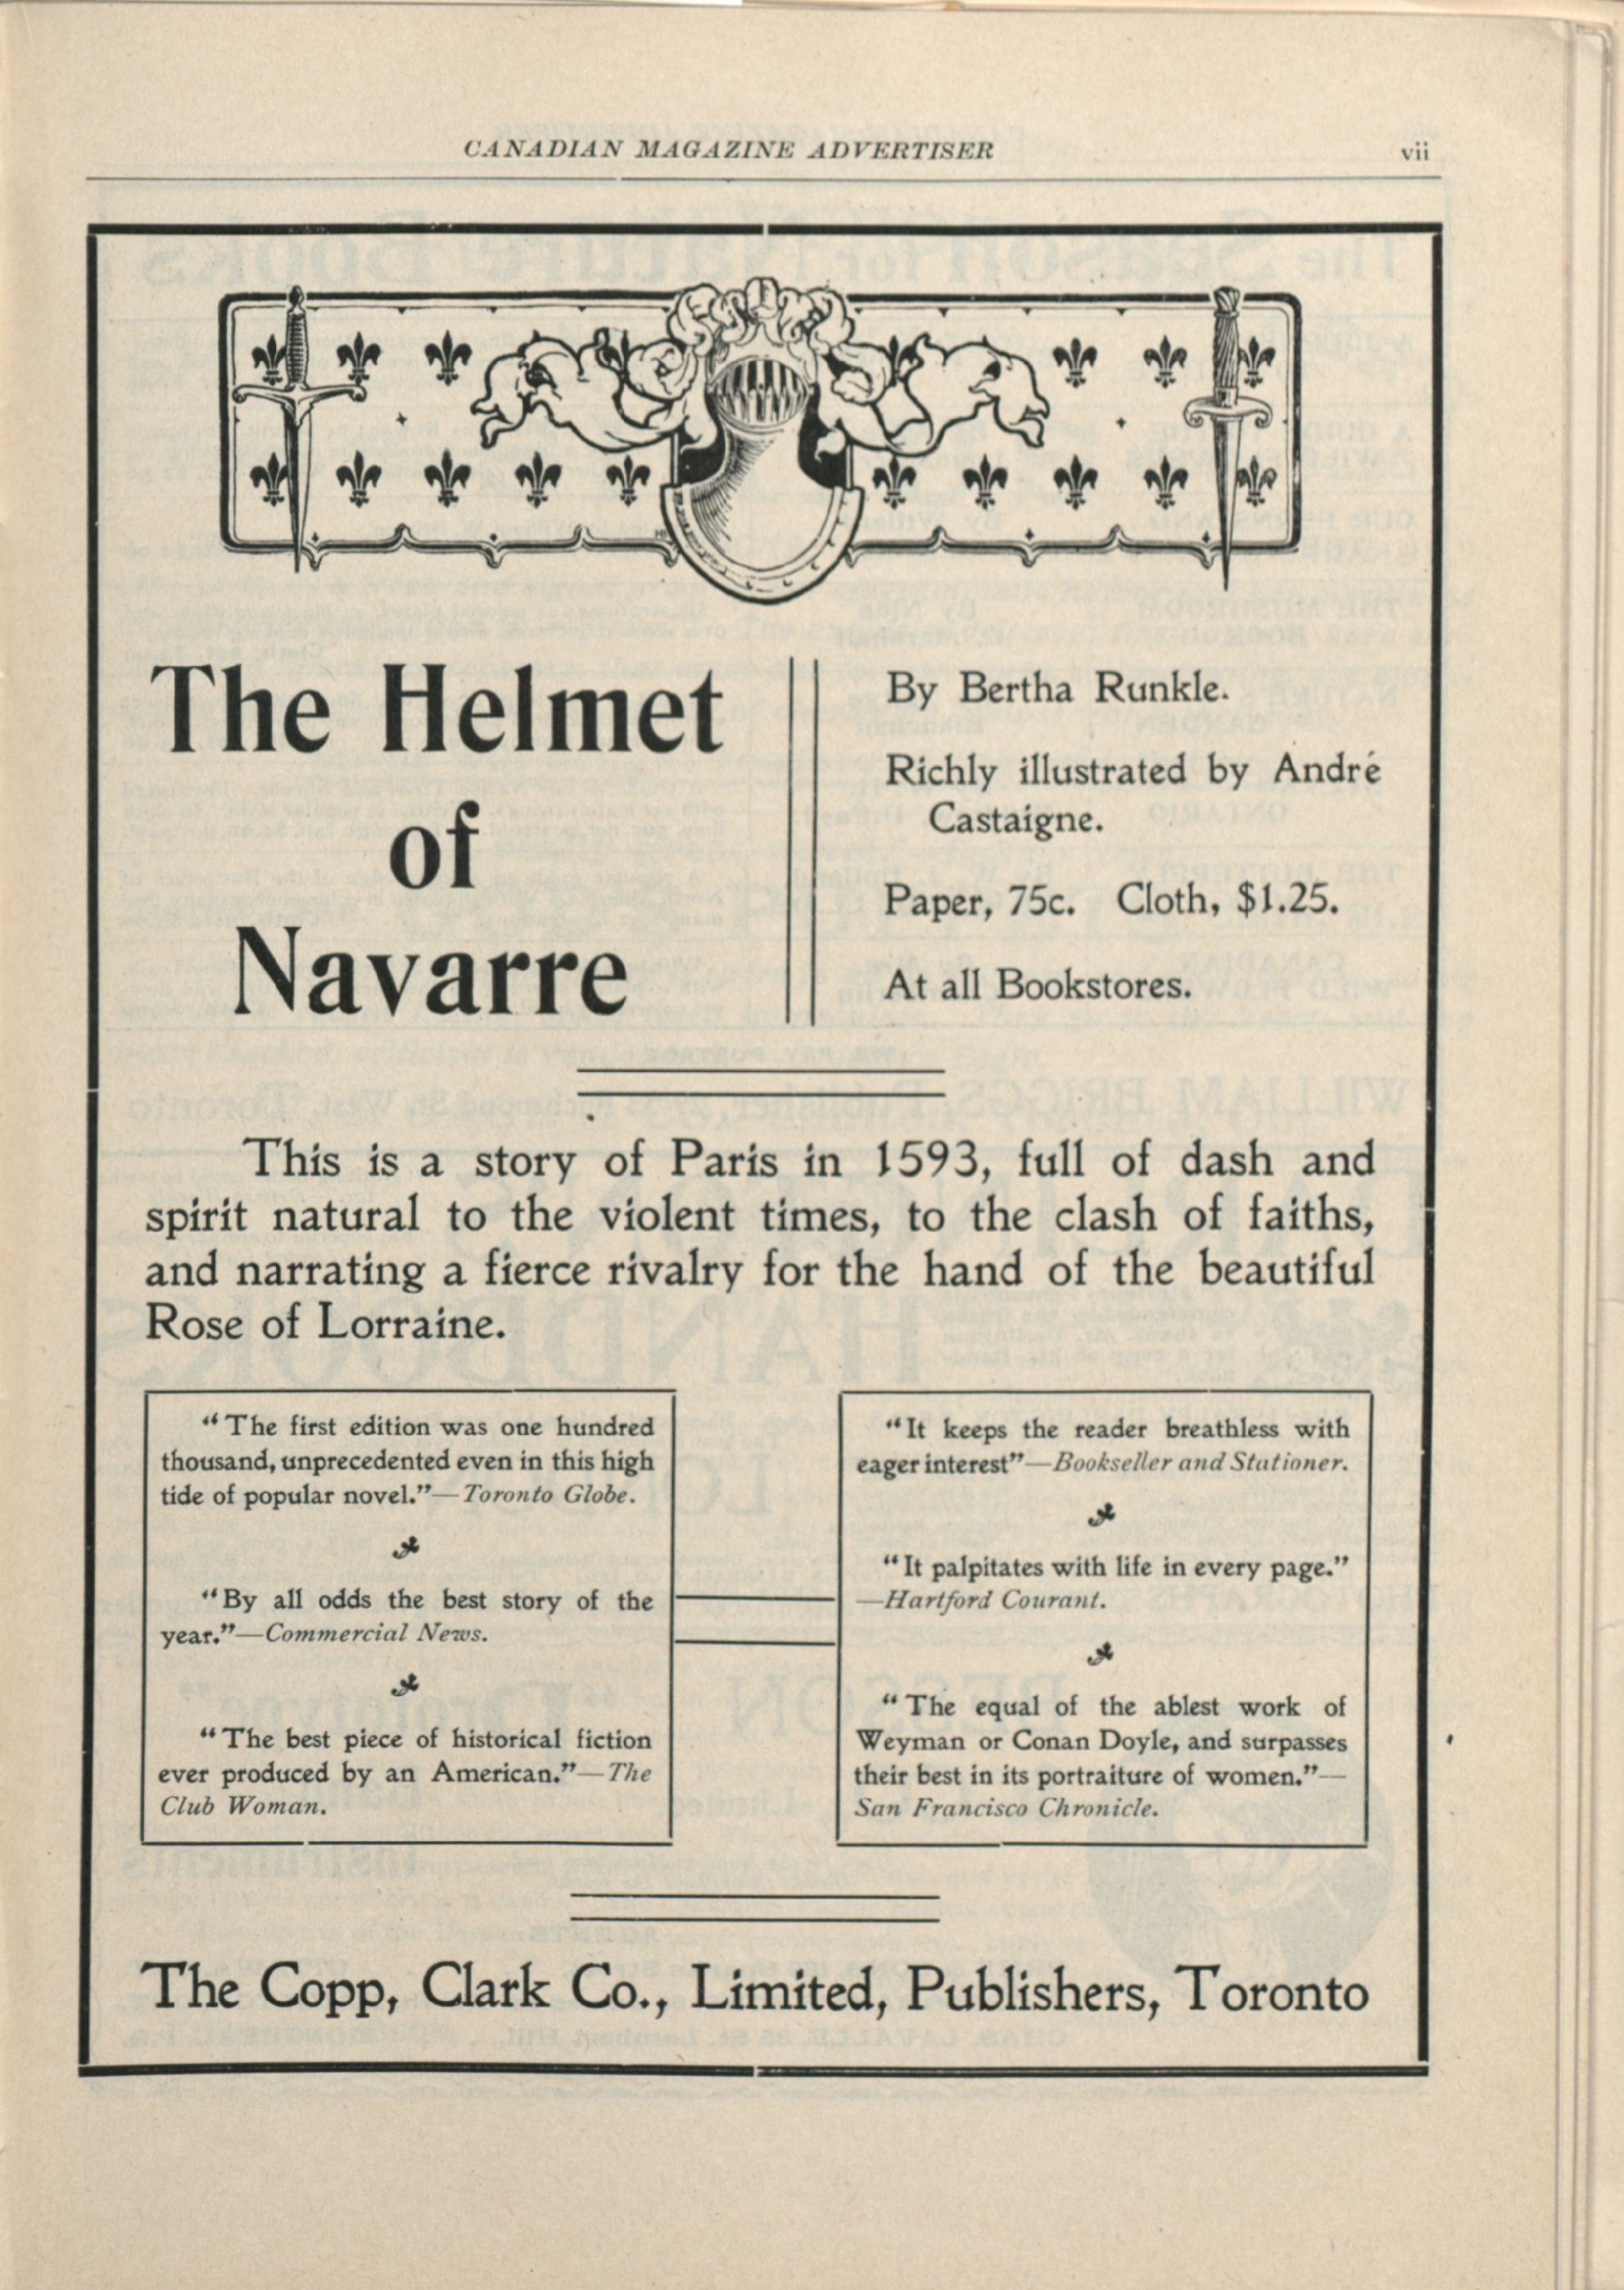 CANADIAN MAGAZINE ADVERTISER vii
The Helmet
of
Navarre
By Bertha Runkle.
Richly illustrated by André
Castaigne.
Paper, 75c. Cloth, $1.25.
At all Bookstores.
This is a story of Paris in 1593, full of dash and
spirit natural to the violent times, to the clash of faiths,
and narrating a fierce rivalry for the hand of the beautiful
Rose of Lorraine.
“The first edition was one hundred
thousand, unprecedented even in this high
tide of popular novel.”—Toronto Globe.
“By all odds the best story of the
year.”—Commercial News.
“The best piece of historical fiction
ever produced by an American.”—The
Club Woman.
“It keeps the reader breathless with
eager interest”—Bookseller and Stationer.
“It palpitates with life in every page.”
—Hartford Courant.
“The equal of the ablest work of
Weyman or Conan Doyle, and surpasses
their best in its portraiture of women.”—
San Francisco Chronicle.
The Copp, Clark Co., Limited, Publishers, Toronto